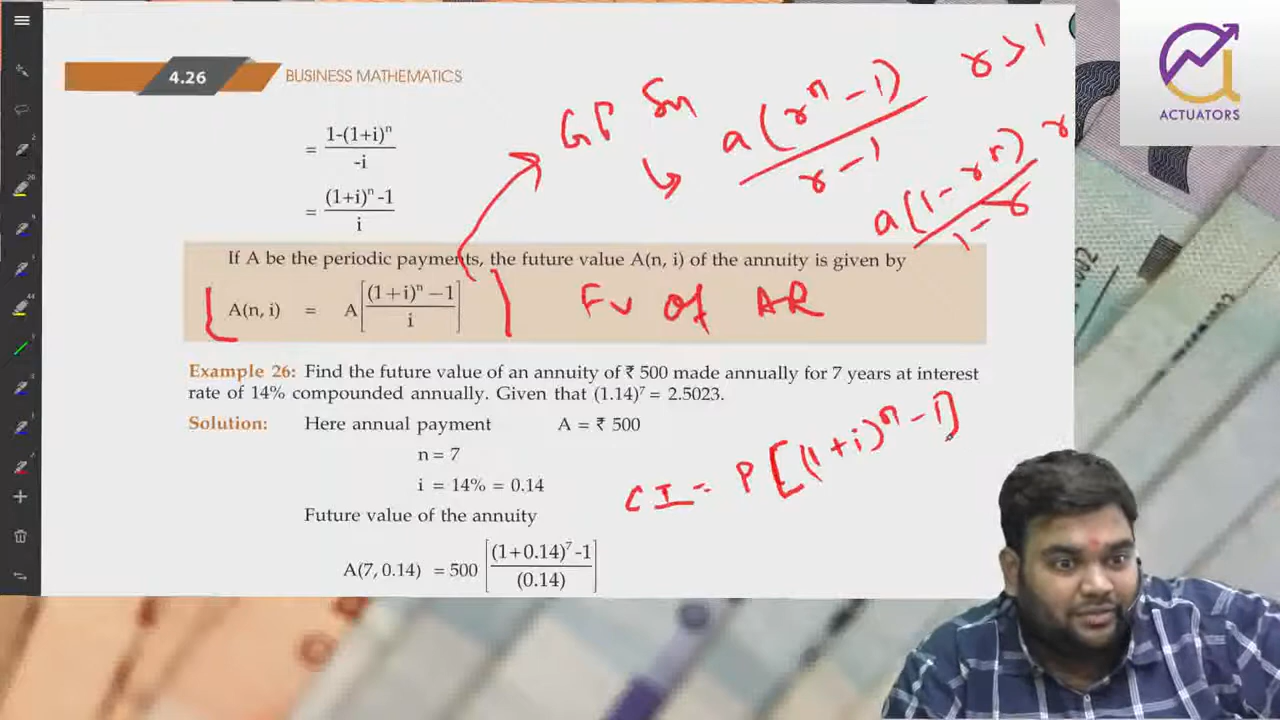 4.26 BUSINESS MATHEMATICS
= 1-(1+i)ⁿ / -i
= (1+i)ⁿ -1 / i
GP Sn
a(rⁿ - 1) / r - 1 r > 1
a(1 - rⁿ) / 1 - r r
ACTUATORS
If A be the periodic payments, the future value A(n, i) of the annuity is given by
[ A(n, i) = A[(1+i)ⁿ −1 / i] ] FV of AR
Example 26: Find the future value of an annuity of ₹ 500 made annually for 7 years at interest
rate of 14% compounded annually. Given that (1.14)⁷ = 2.5023.
Solution: Here annual payment A = ₹ 500
n = 7
i = 14% = 0.14
CI = P[(1+i)ⁿ - 1]
Future value of the annuity
A(7, 0.14) = 500 [(1+0.14)⁷ -1 / (0.14)]